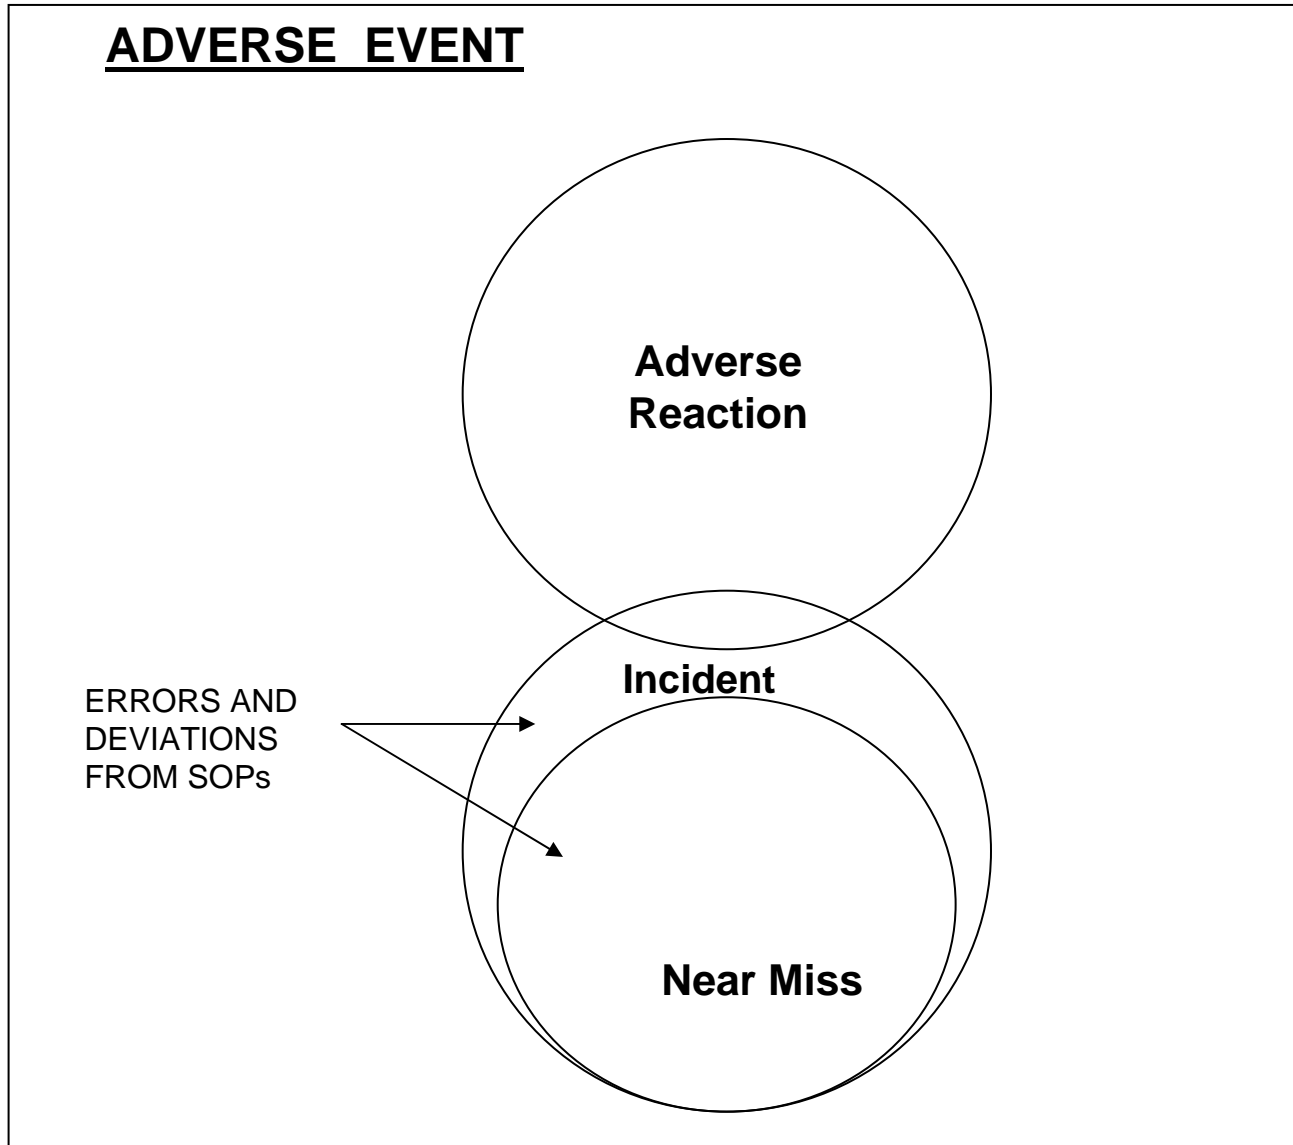 ADVERSE EVENT
Adverse
Reaction
Incident
ERRORS AND
DEVIATIONS
FROM SOPs
Near Miss